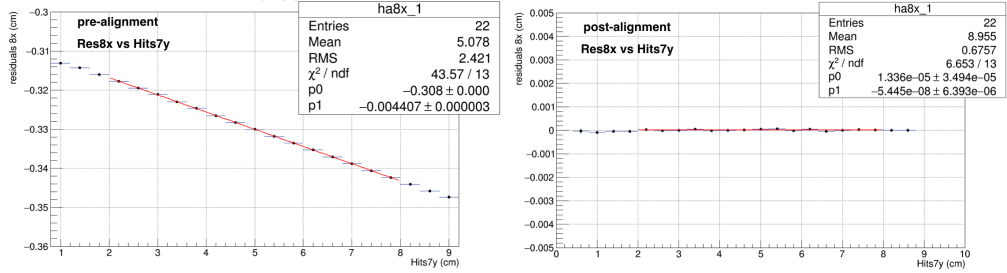 pre-alignment
Res8x vs Hits7y
ha8x_1
Entries 22
Mean 5.078
RMS 2.421
χ² / ndf 43.57 / 13
p0 −0.308 ± 0.000
p1 −0.004407 ± 0.000003
residuals 8x (cm)
−0.3
−0.31
−0.32
−0.33
−0.34
−0.35
−0.36
1 2 3 4 5 6 7 8 9
Hits7y (cm)
post-alignment
Res8x vs Hits7y
ha8x_1
Entries 22
Mean 8.955
RMS 0.6757
χ² / ndf 6.653 / 13
p0 1.336e−05 ± 3.494e−05
p1 −5.445e−08 ± 6.393e−06
residuals 8x (cm)
0.005
0.004
0.003
0.002
0.001
0
−0.001
−0.002
−0.003
−0.004
−0.005
0 1 2 3 4 5 6 7 8 9 10
Hits7y (cm)